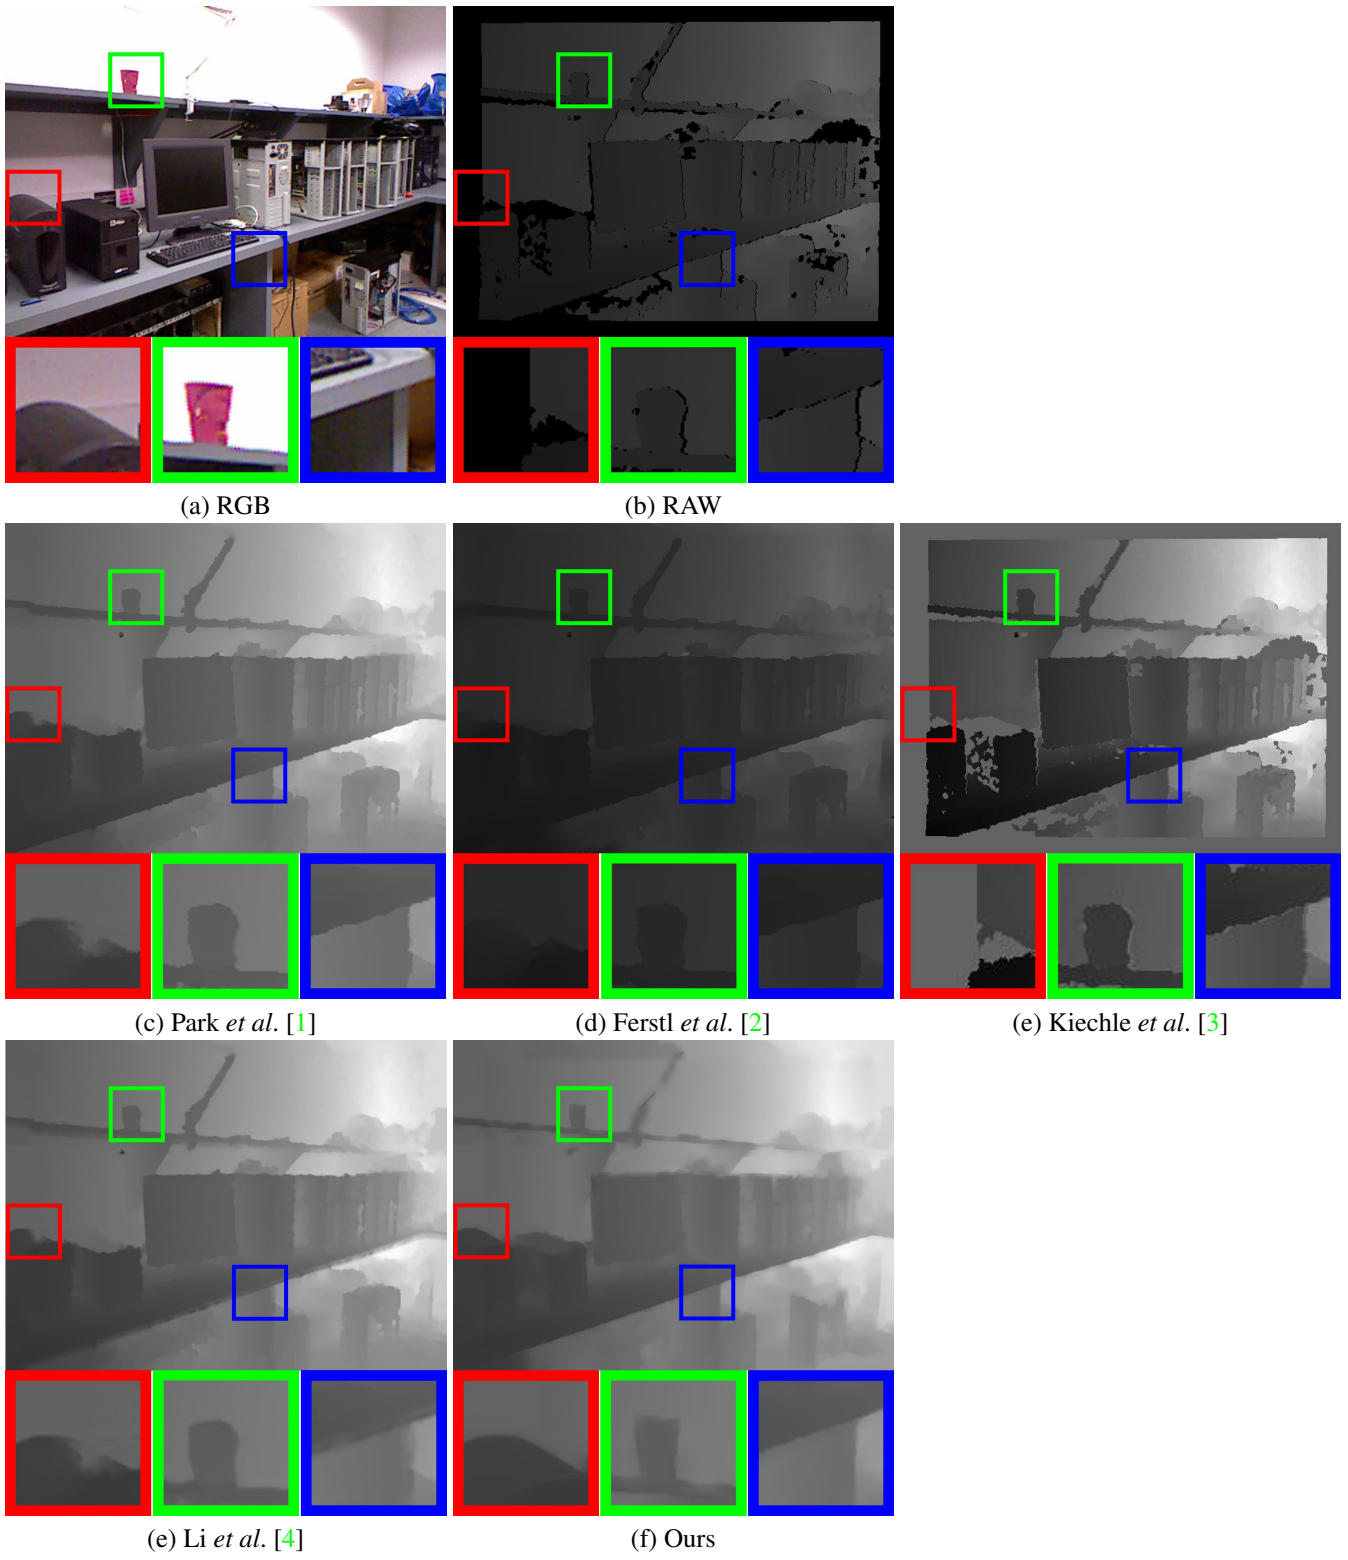 (a) RGB
(b) RAW
(c) Park et al. [1]
(d) Ferstl et al. [2]
(e) Kiechle et al. [3]
(e) Li et al. [4]
(f) Ours